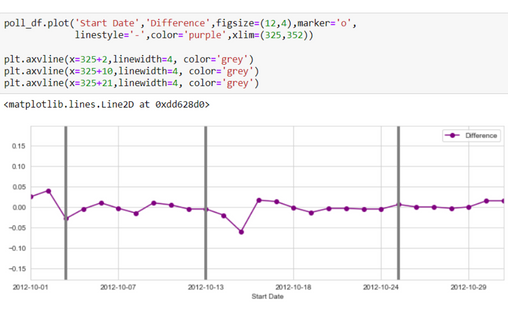 poll_df.plot('Start Date','Difference',figsize=(12,4),marker='o',
linestyle='-',color='purple',xlim=(325,352))
plt.axvline(x=325+2,linewidth=4, color='grey')
plt.axvline(x=325+10,linewidth=4, color='grey')
plt.axvline(x=325+21,linewidth=4, color='grey')
<matplotlib.lines.Line2D at 0xdd628d0>
Difference
0.15
0.10
0.05
0.00
−0.05
−0.10
−0.15
2012-10-01 2012-10-07 2012-10-13 2012-10-18 2012-10-24 2012-10-29
Start Date